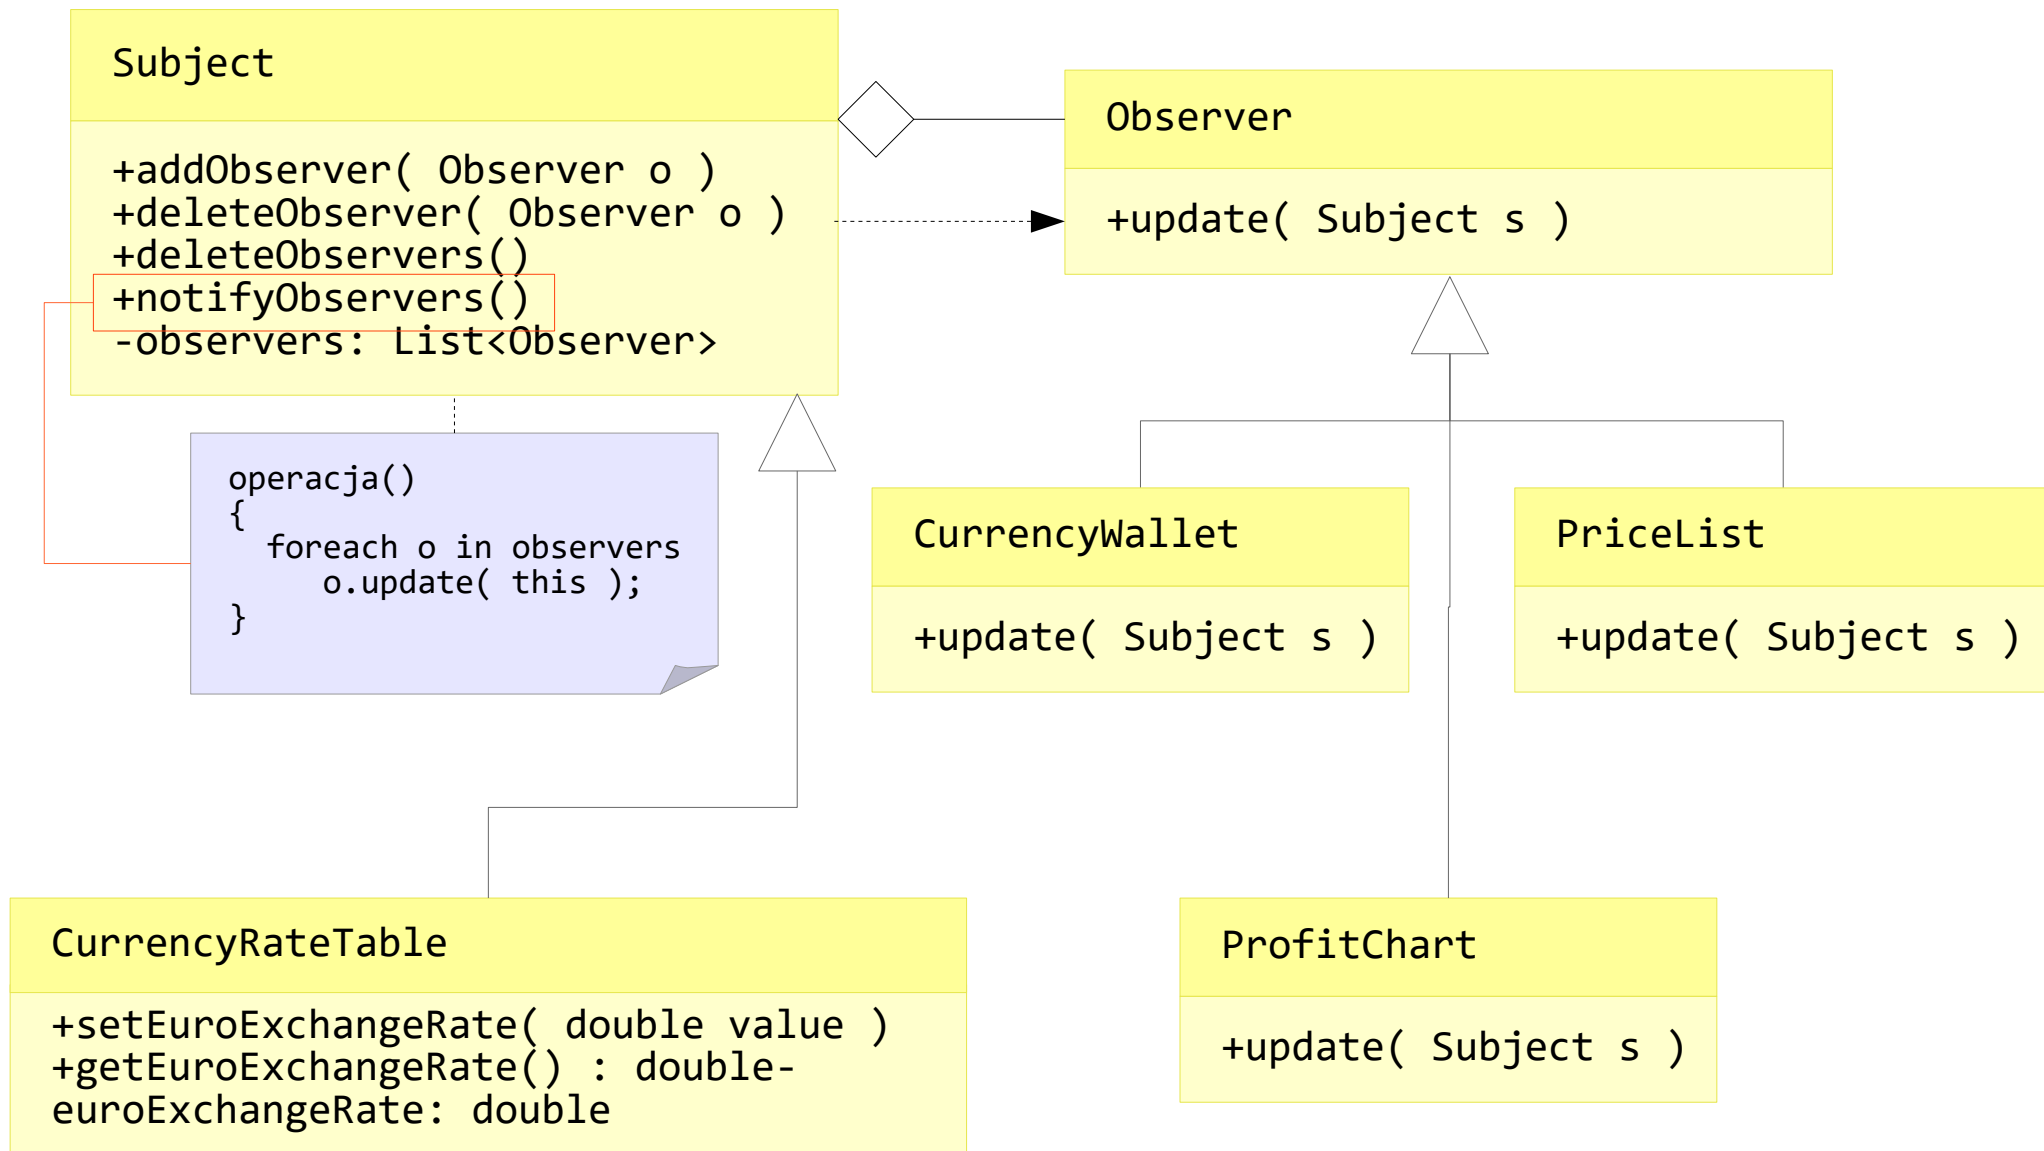 Subject
+addObserver( Observer o )
+deleteObserver( Observer o )
+deleteObservers()
+notifyObservers()
-observers: List<Observer>
Observer
+update( Subject s )
operacja()
{
foreach o in observers
o.update( this );
}
CurrencyWallet
+update( Subject s )
PriceList
+update( Subject s )
CurrencyRateTable
+setEuroExchangeRate( double value )
+getEuroExchangeRate() : double-
euroExchangeRate: double
ProfitChart
+update( Subject s )